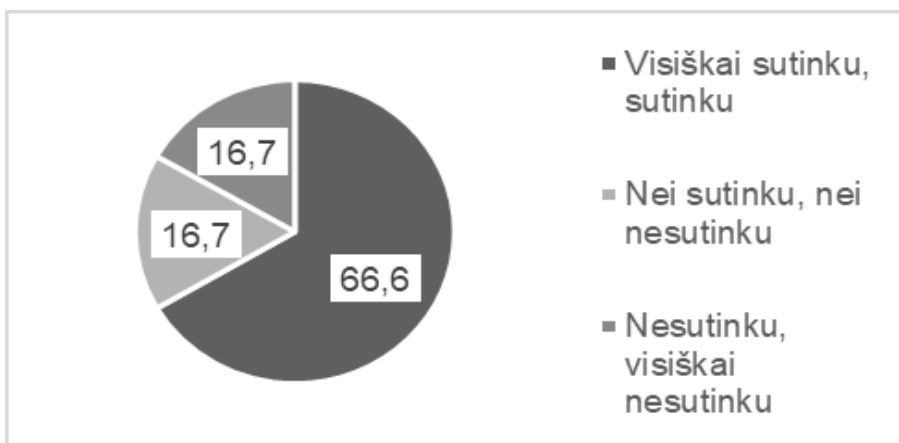 16,7
16,7
66,6
Visiškai sutinku,
sutinku
Nei sutinku, nei
nesutinku
Nesutinku,
visiškai
nesutinku